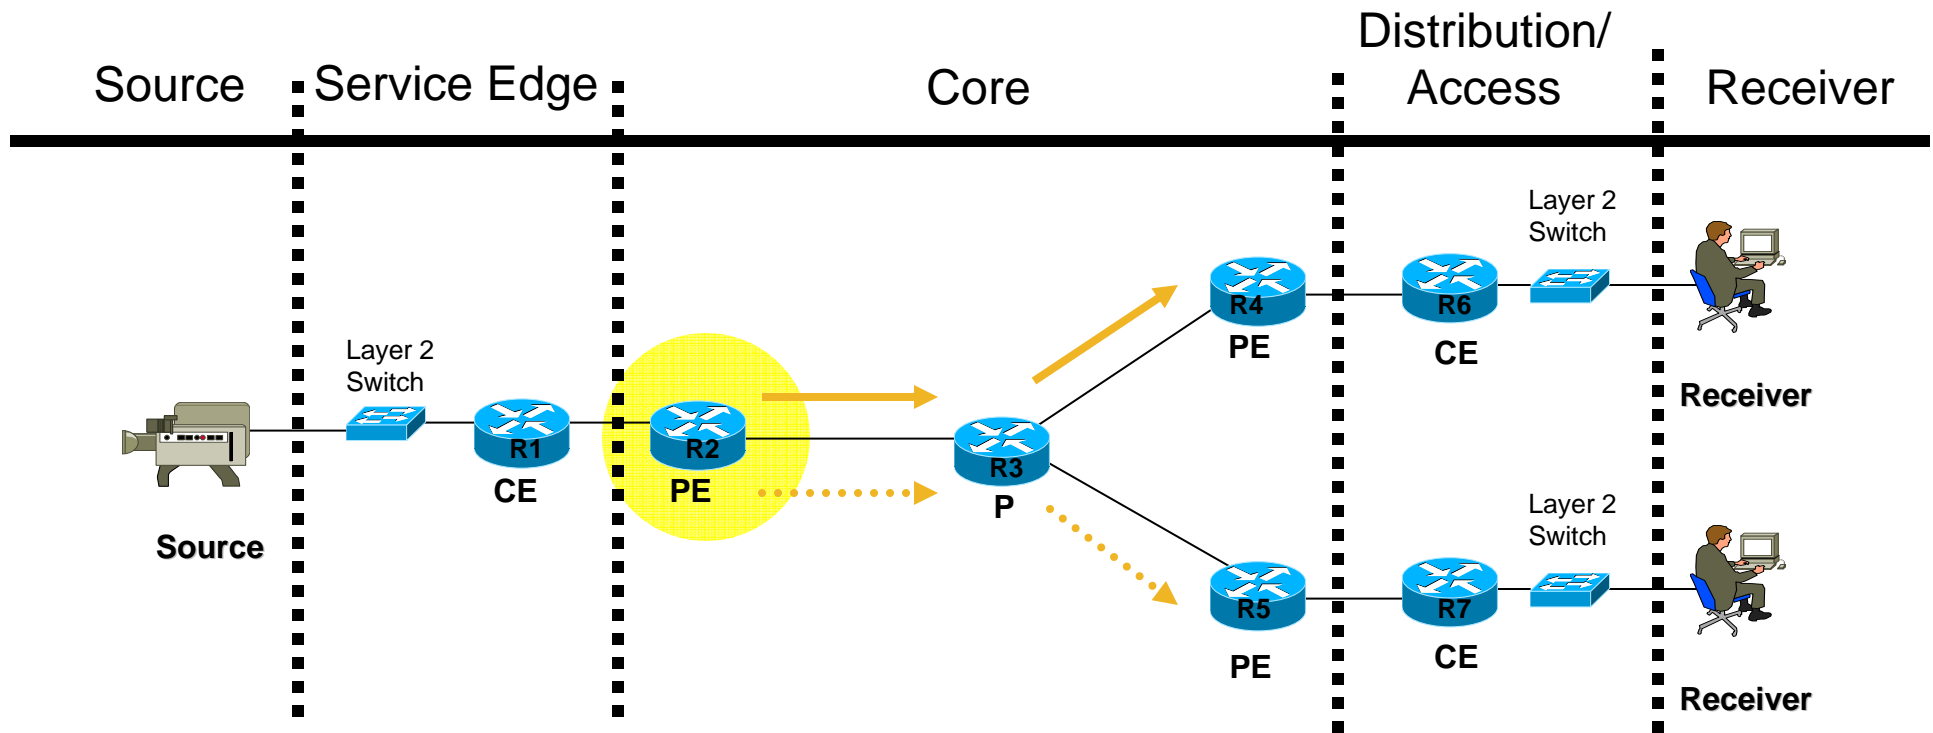 Source
Service Edge
Core
Distribution/
Access
Receiver
Layer 2
Switch
R4
PE
R6
CE
Receiver
Layer 2
Switch
R1
CE
R2
PE
R3
P
Source
Layer 2
Switch
R5
PE
R7
CE
Receiver